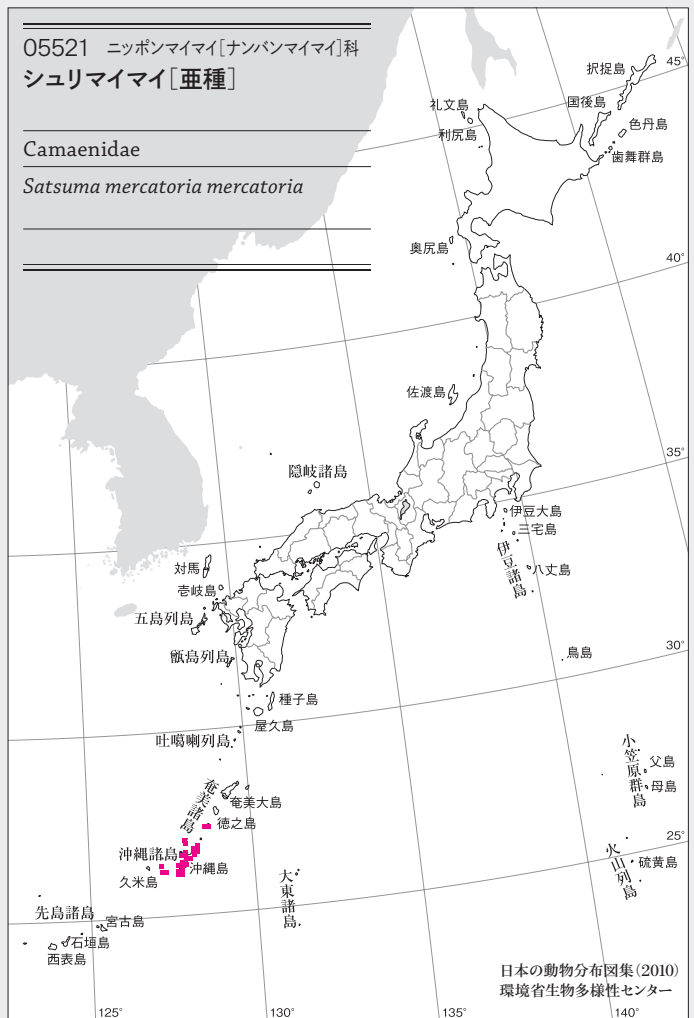 05521 ニッポンマイマイ[ナンバンマイマイ]科
シュリマイマイ[亜種]
Camaenidae
Satsuma mercatoria mercatoria
45°
択捉島
国後島
礼文島
色丹島
利尻島
歯舞群島
奥尻島
40°
佐渡島
35°
隠岐諸島
伊豆大島
三宅島
伊豆諸島
八丈島
対馬
壱岐島
五島列島
甑島列島
鳥島
30°
種子島
屋久島
吐噶喇列島
小笠原群島
父島
母島
奄美諸島
奄美大島
徳之島
25°
沖縄諸島
沖縄島
久米島
火山列島
硫黄島
大東諸島
先島諸島
宮古島
石垣島
西表島
日本の動物分布図集(2010)
環境省生物多様性センター
125°
130°
135°
140°